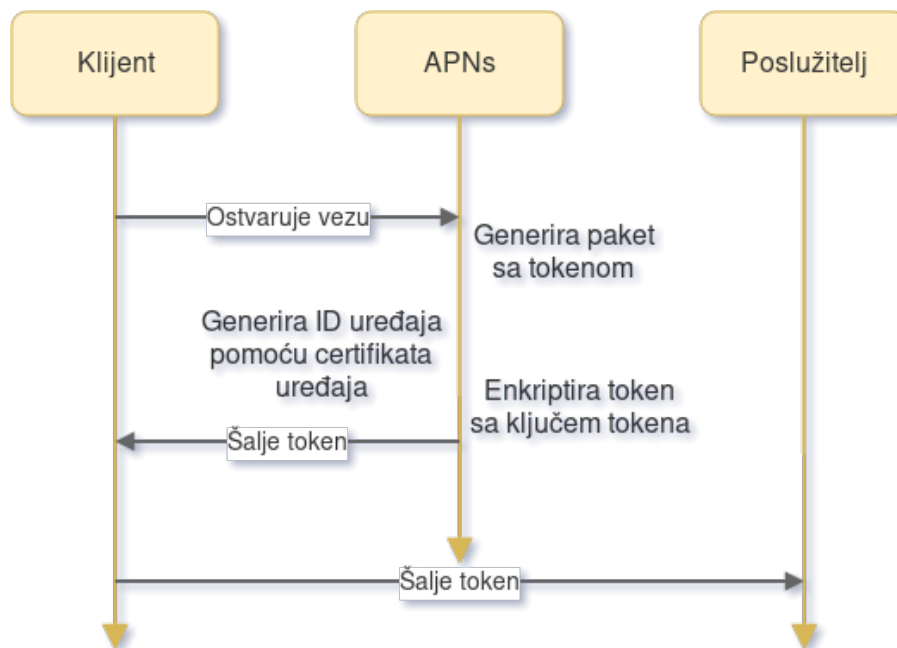 Klijent
APNs
Poslužitelj
Ostvaruje vezu
Generira paket
sa tokenom
Generira ID uređaja
pomoću certifikata
uređaja
Enkriptira token
sa ključem tokena
Šalje token
Šalje token